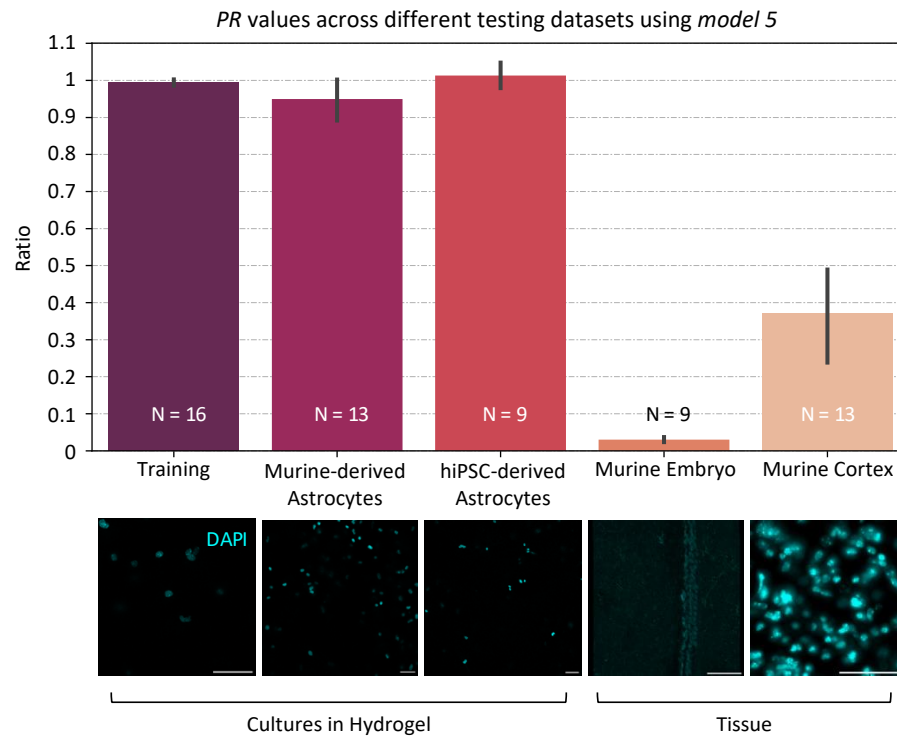 PR values across different testing datasets using model 5
Ratio
1.1
1
0.9
0.8
0.7
0.6
0.5
0.4
0.3
0.2
0.1
0
N = 16
N = 13
N = 9
N = 9
N = 13
Training
Murine-derived
Astrocytes
hiPSC-derived
Astrocytes
Murine Embryo
Murine Cortex
DAPI
Cultures in Hydrogel
Tissue